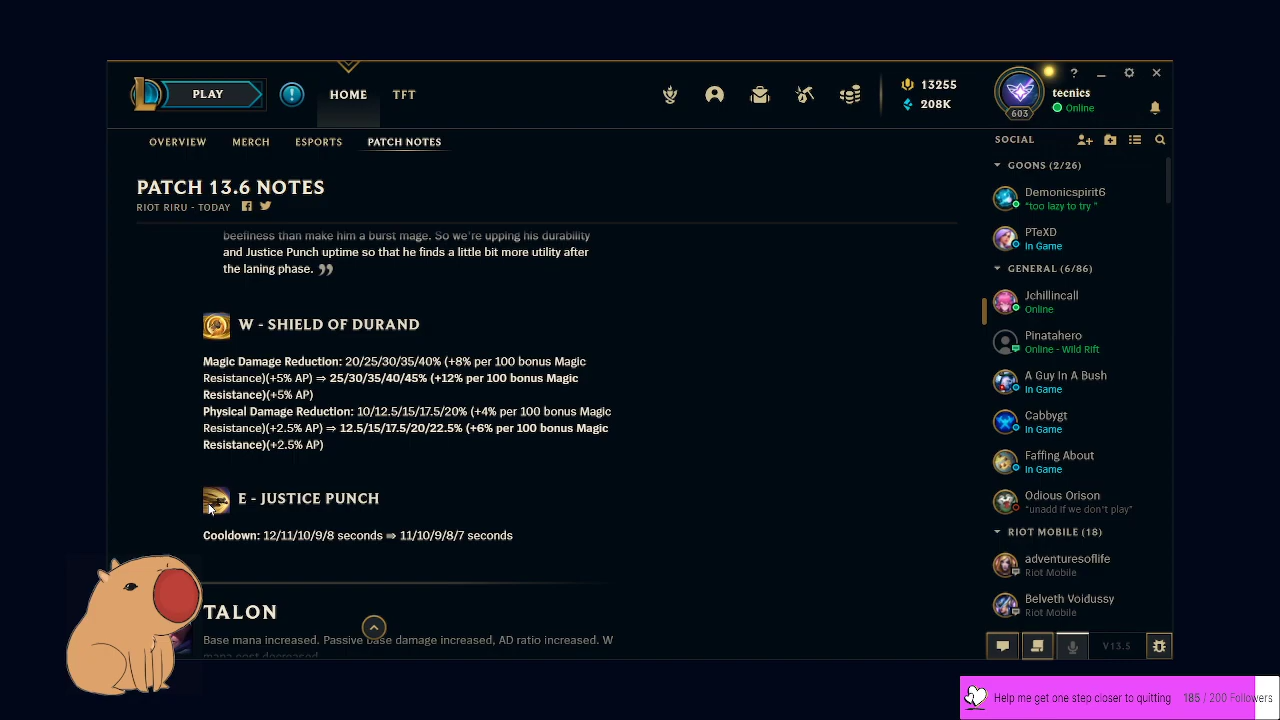 PLAY
HOME
TFT
13255
208K
603
?
tecnics
Online
OVERVIEW
MERCH
ESPORTS
PATCH NOTES
PATCH 13.6 NOTES
RIOT RIRU - TODAY
beefiness than make him a burst mage. So we're upping his durability
and Justice Punch uptime so that he finds a little bit more utility after
the laning phase. ”
W - SHIELD OF DURAND
Magic Damage Reduction: 20/25/30/35/40% (+8% per 100 bonus Magic
Resistance)(+5% AP) ⇒ 25/30/35/40/45% (+12% per 100 bonus Magic
Resistance)(+5% AP)
Physical Damage Reduction: 10/12.5/15/17.5/20% (+4% per 100 bonus Magic
Resistance)(+2.5% AP) ⇒ 12.5/15/17.5/20/22.5% (+6% per 100 bonus Magic
Resistance)(+2.5% AP)
E - JUSTICE PUNCH
Cooldown: 12/11/10/9/8 seconds ⇒ 11/10/9/8/7 seconds
TALON
Base mana increased. Passive base damage increased, AD ratio increased. W
mana cost decreased.
SOCIAL
GOONS (2/26)
Demonicspirit6
"too lazy to try "
PTeXD
In Game
GENERAL (6/86)
Jchillincall
Online
Pinatahero
Online - Wild Rift
A Guy In A Bush
In Game
Cabbygt
In Game
Faffing About
In Game
Odious Orison
"unadd if we don't play"
RIOT MOBILE (18)
adventuresoflife
Riot Mobile
Belveth Voidussy
Riot Mobile
V13.5
Help me get one step closer to quitting 185 / 200 Followers